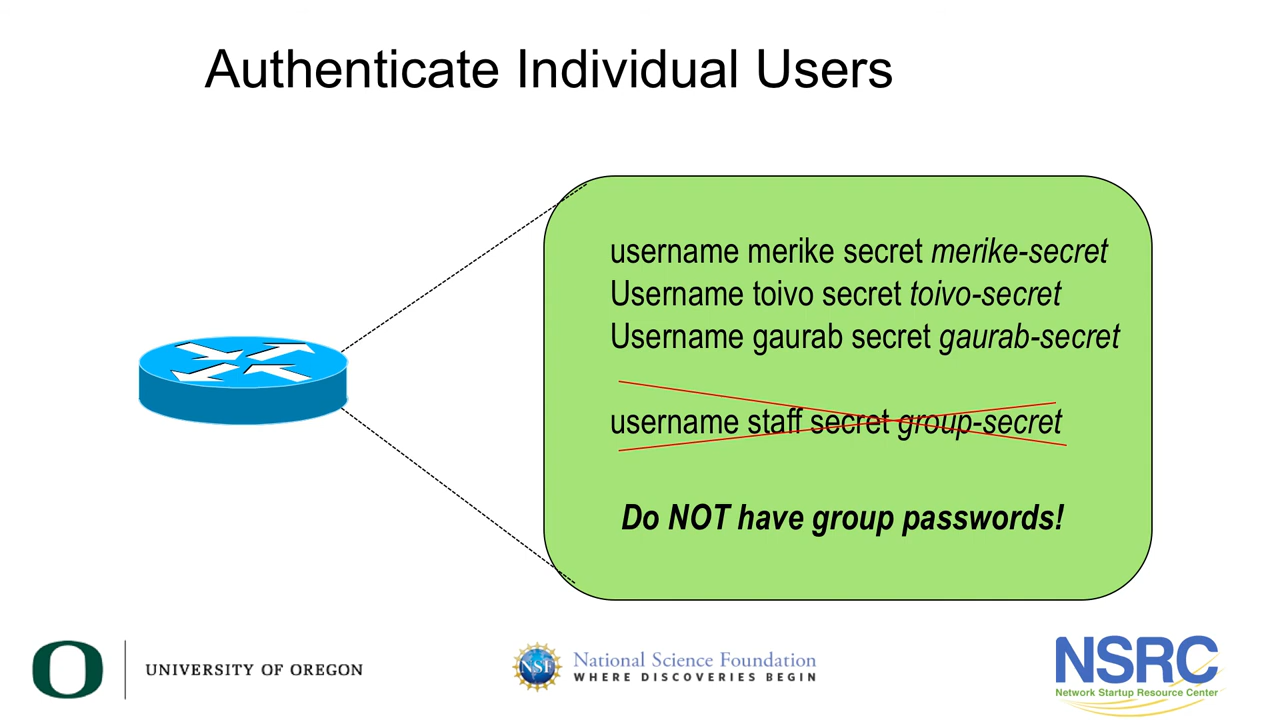 Authenticate Individual Users
username merike secret merike-secret
Username toivo secret toivo-secret
Username gaurab secret gaurab-secret
username staff secret group-secret
Do NOT have group passwords!
O
UNIVERSITY OF OREGON
NSF
National Science Foundation
WHERE DISCOVERIES BEGIN
NSRC
Network Startup Resource Center